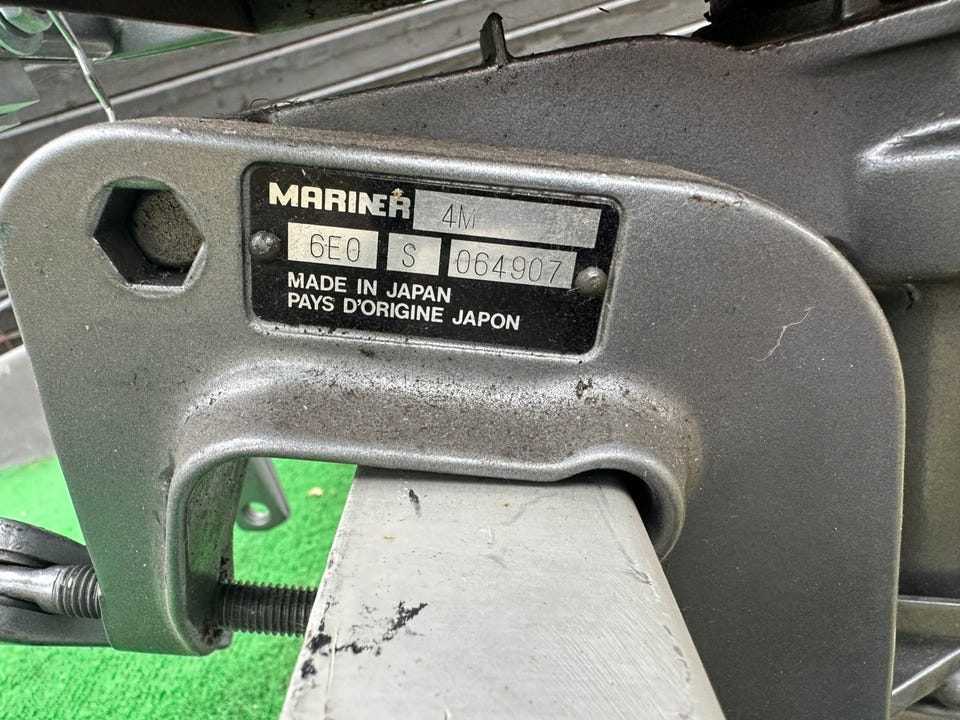 MARINER 4M
6E0 S 064907
MADE IN JAPAN
PAYS D'ORIGINE JAPON